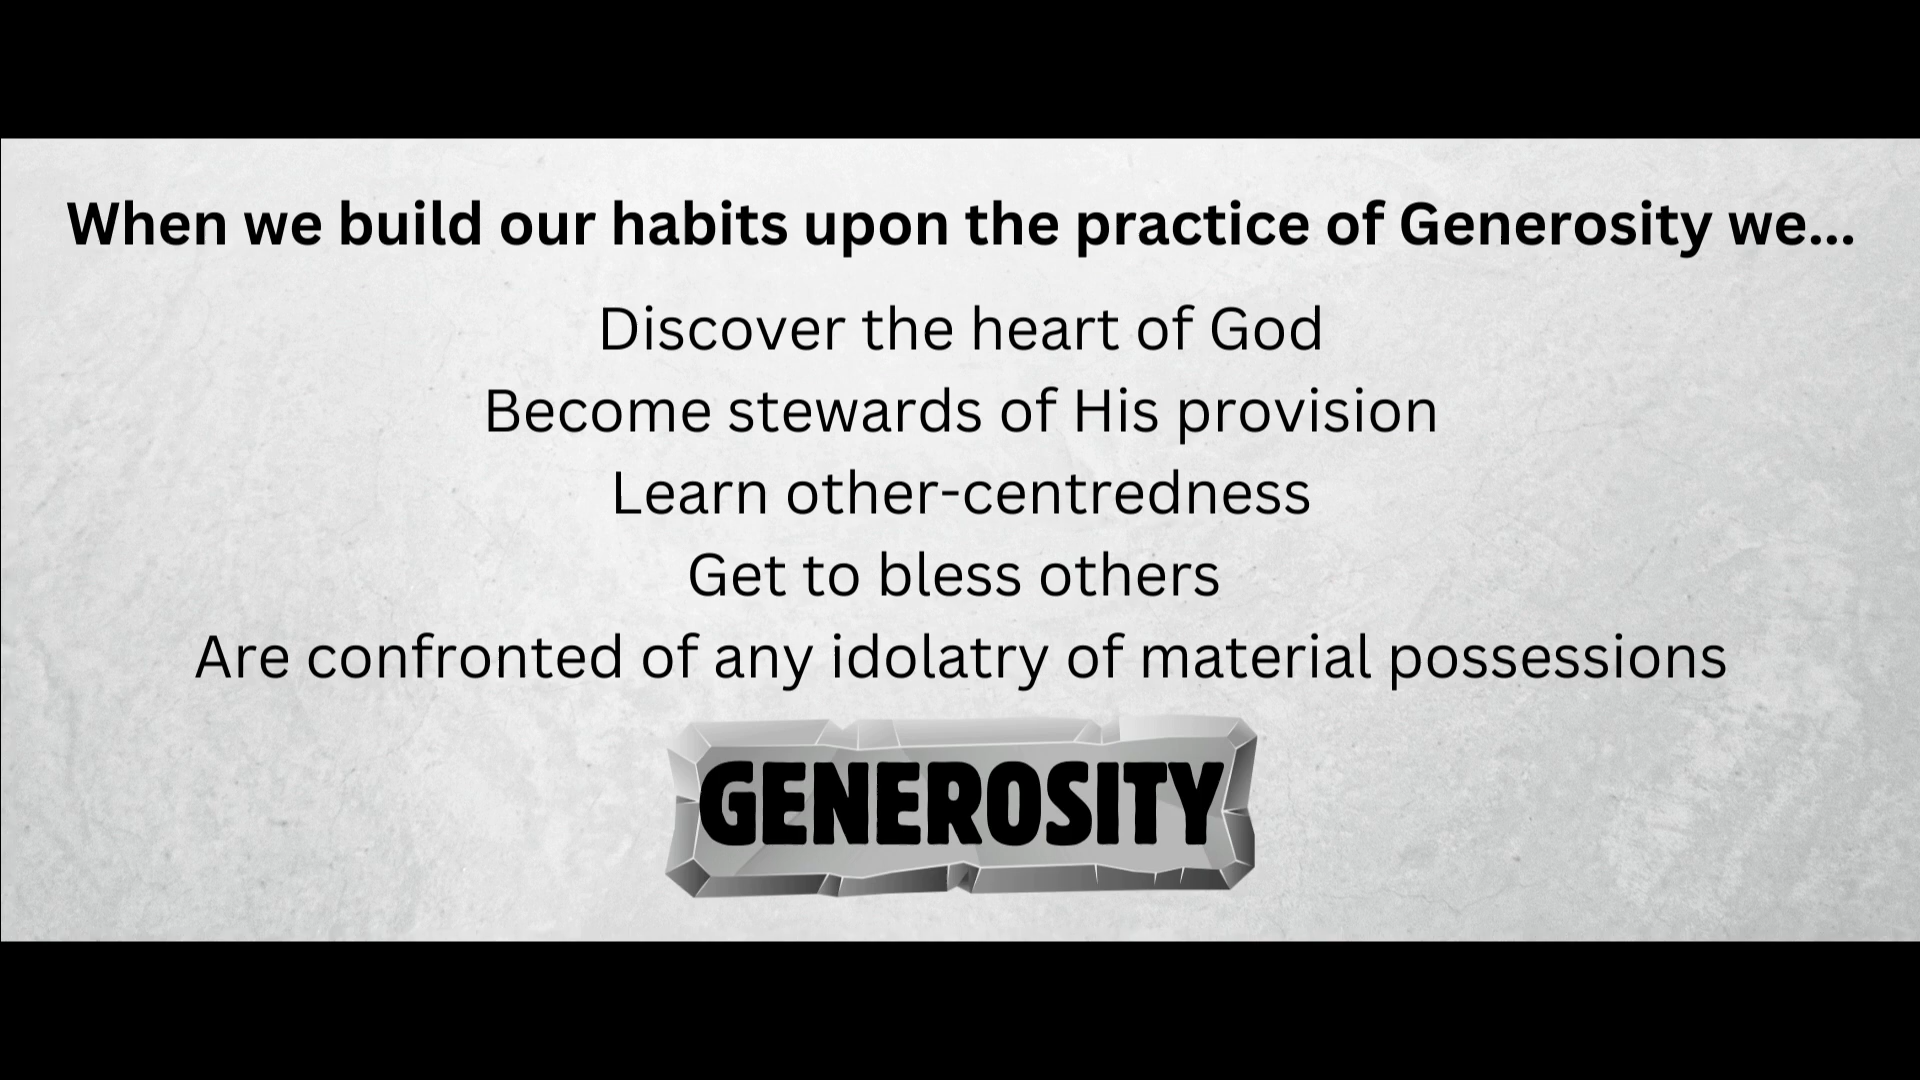 When we build our habits upon the practice of Generosity we...
Discover the heart of God
Become stewards of His provision
Learn other-centredness
Get to bless others
Are confronted of any idolatry of material possessions
GENEROSITY